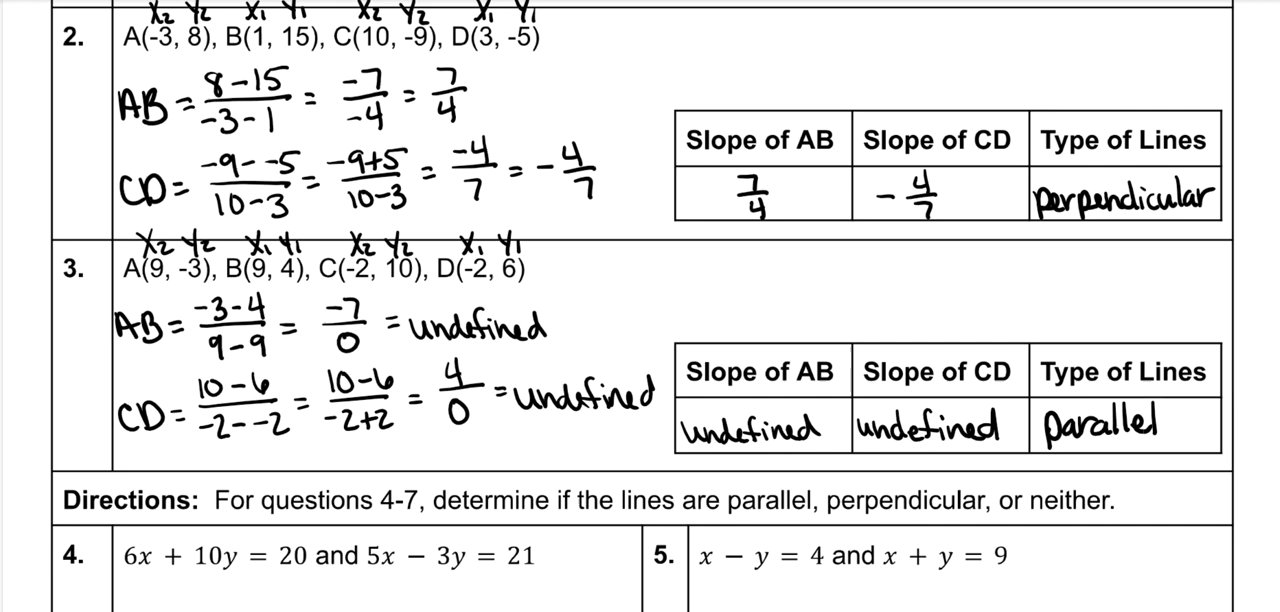 X2 Y2 X1 Y1 X2 Y2 X1 Y1
2. A(-3, 8), B(1, 15), C(10, -9), D(3, -5)
AB = 8-15/-3-1 = -7/-4 = 7/4
CD = -9--5/10-3 = -9+5/10-3 = -4/7 = -4/7
Slope of AB Slope of CD Type of Lines
7/4 -4/7 perpendicular
X2 Y2 X1 Y1 X2 Y2 X1 Y1
3. A(9, -3), B(9, 4), C(-2, 10), D(-2, 6)
AB = -3-4/9-9 = -7/0 = undefined
CD = 10-6/-2--2 = 10-6/-2+2 = 4/0 = undefined
Slope of AB Slope of CD Type of Lines
undefined undefined parallel
Directions: For questions 4-7, determine if the lines are parallel, perpendicular, or neither.
4. 6x + 10y = 20 and 5x − 3y = 21
5. x − y = 4 and x + y = 9